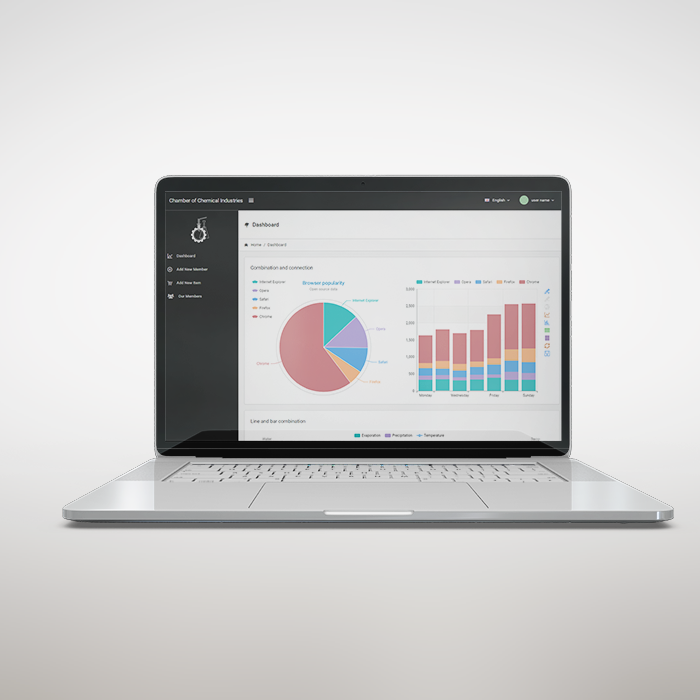 Chamber of Chemical Industries
English
user name
Dashboard
Add New Member
Add New Item
Our Members
Dashboard
Home / Dashboard
Combination and connection
Internet Explorer
Opera
Safari
Firefox
Chrome
Browser popularity
Internet Explorer
Opera
Safari
Firefox
Chrome
Internet Explorer
Opera
Safari
Firefox
Chrome
3,000
2,500
2,000
1,500
1,000
500
0
Monday
Wednesday
Friday
Sunday
Line and bar combination
Evaporation
Precipitation
Temperature